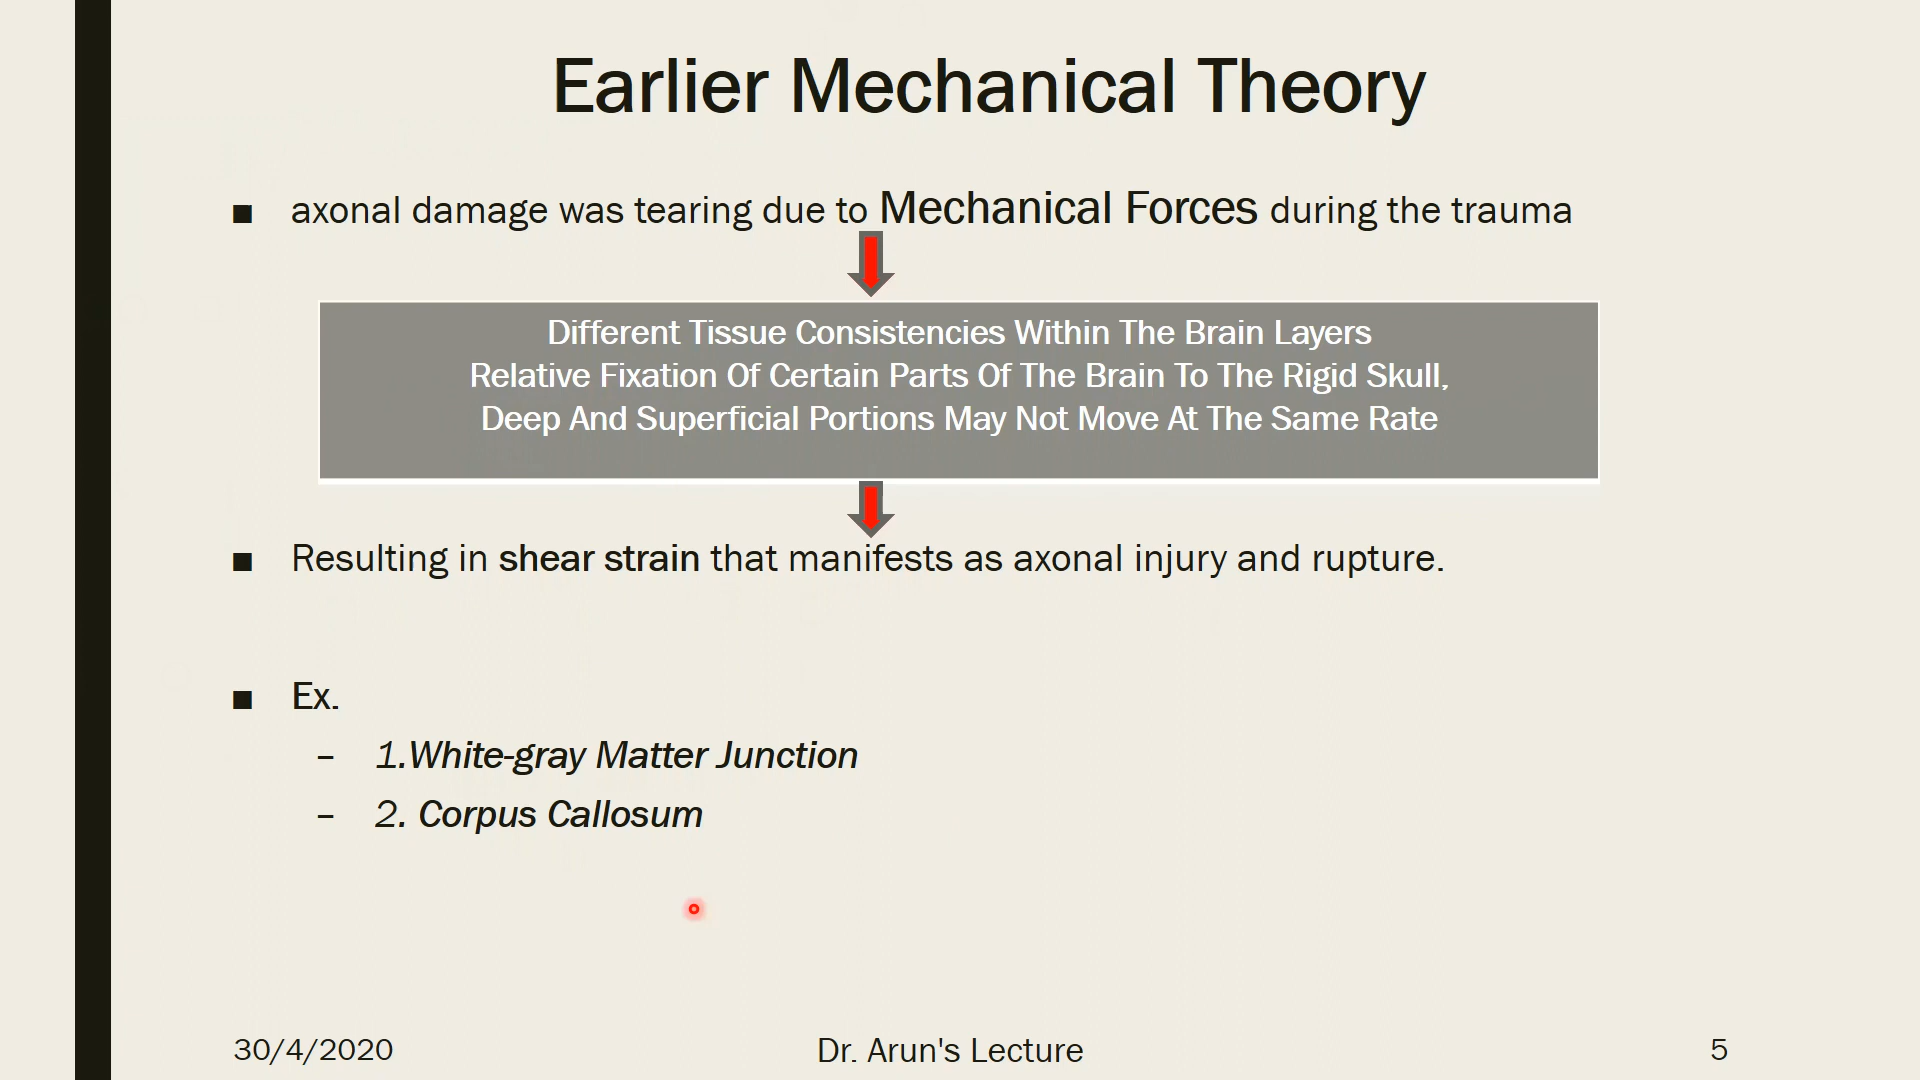 Earlier Mechanical Theory
■ axonal damage was tearing due to Mechanical Forces during the trauma
Different Tissue Consistencies Within The Brain Layers
Relative Fixation Of Certain Parts Of The Brain To The Rigid Skull,
Deep And Superficial Portions May Not Move At The Same Rate
■ Resulting in shear strain that manifests as axonal injury and rupture.
■ Ex.
– 1.White-gray Matter Junction
– 2. Corpus Callosum
30/4/2020 Dr. Arun's Lecture 5